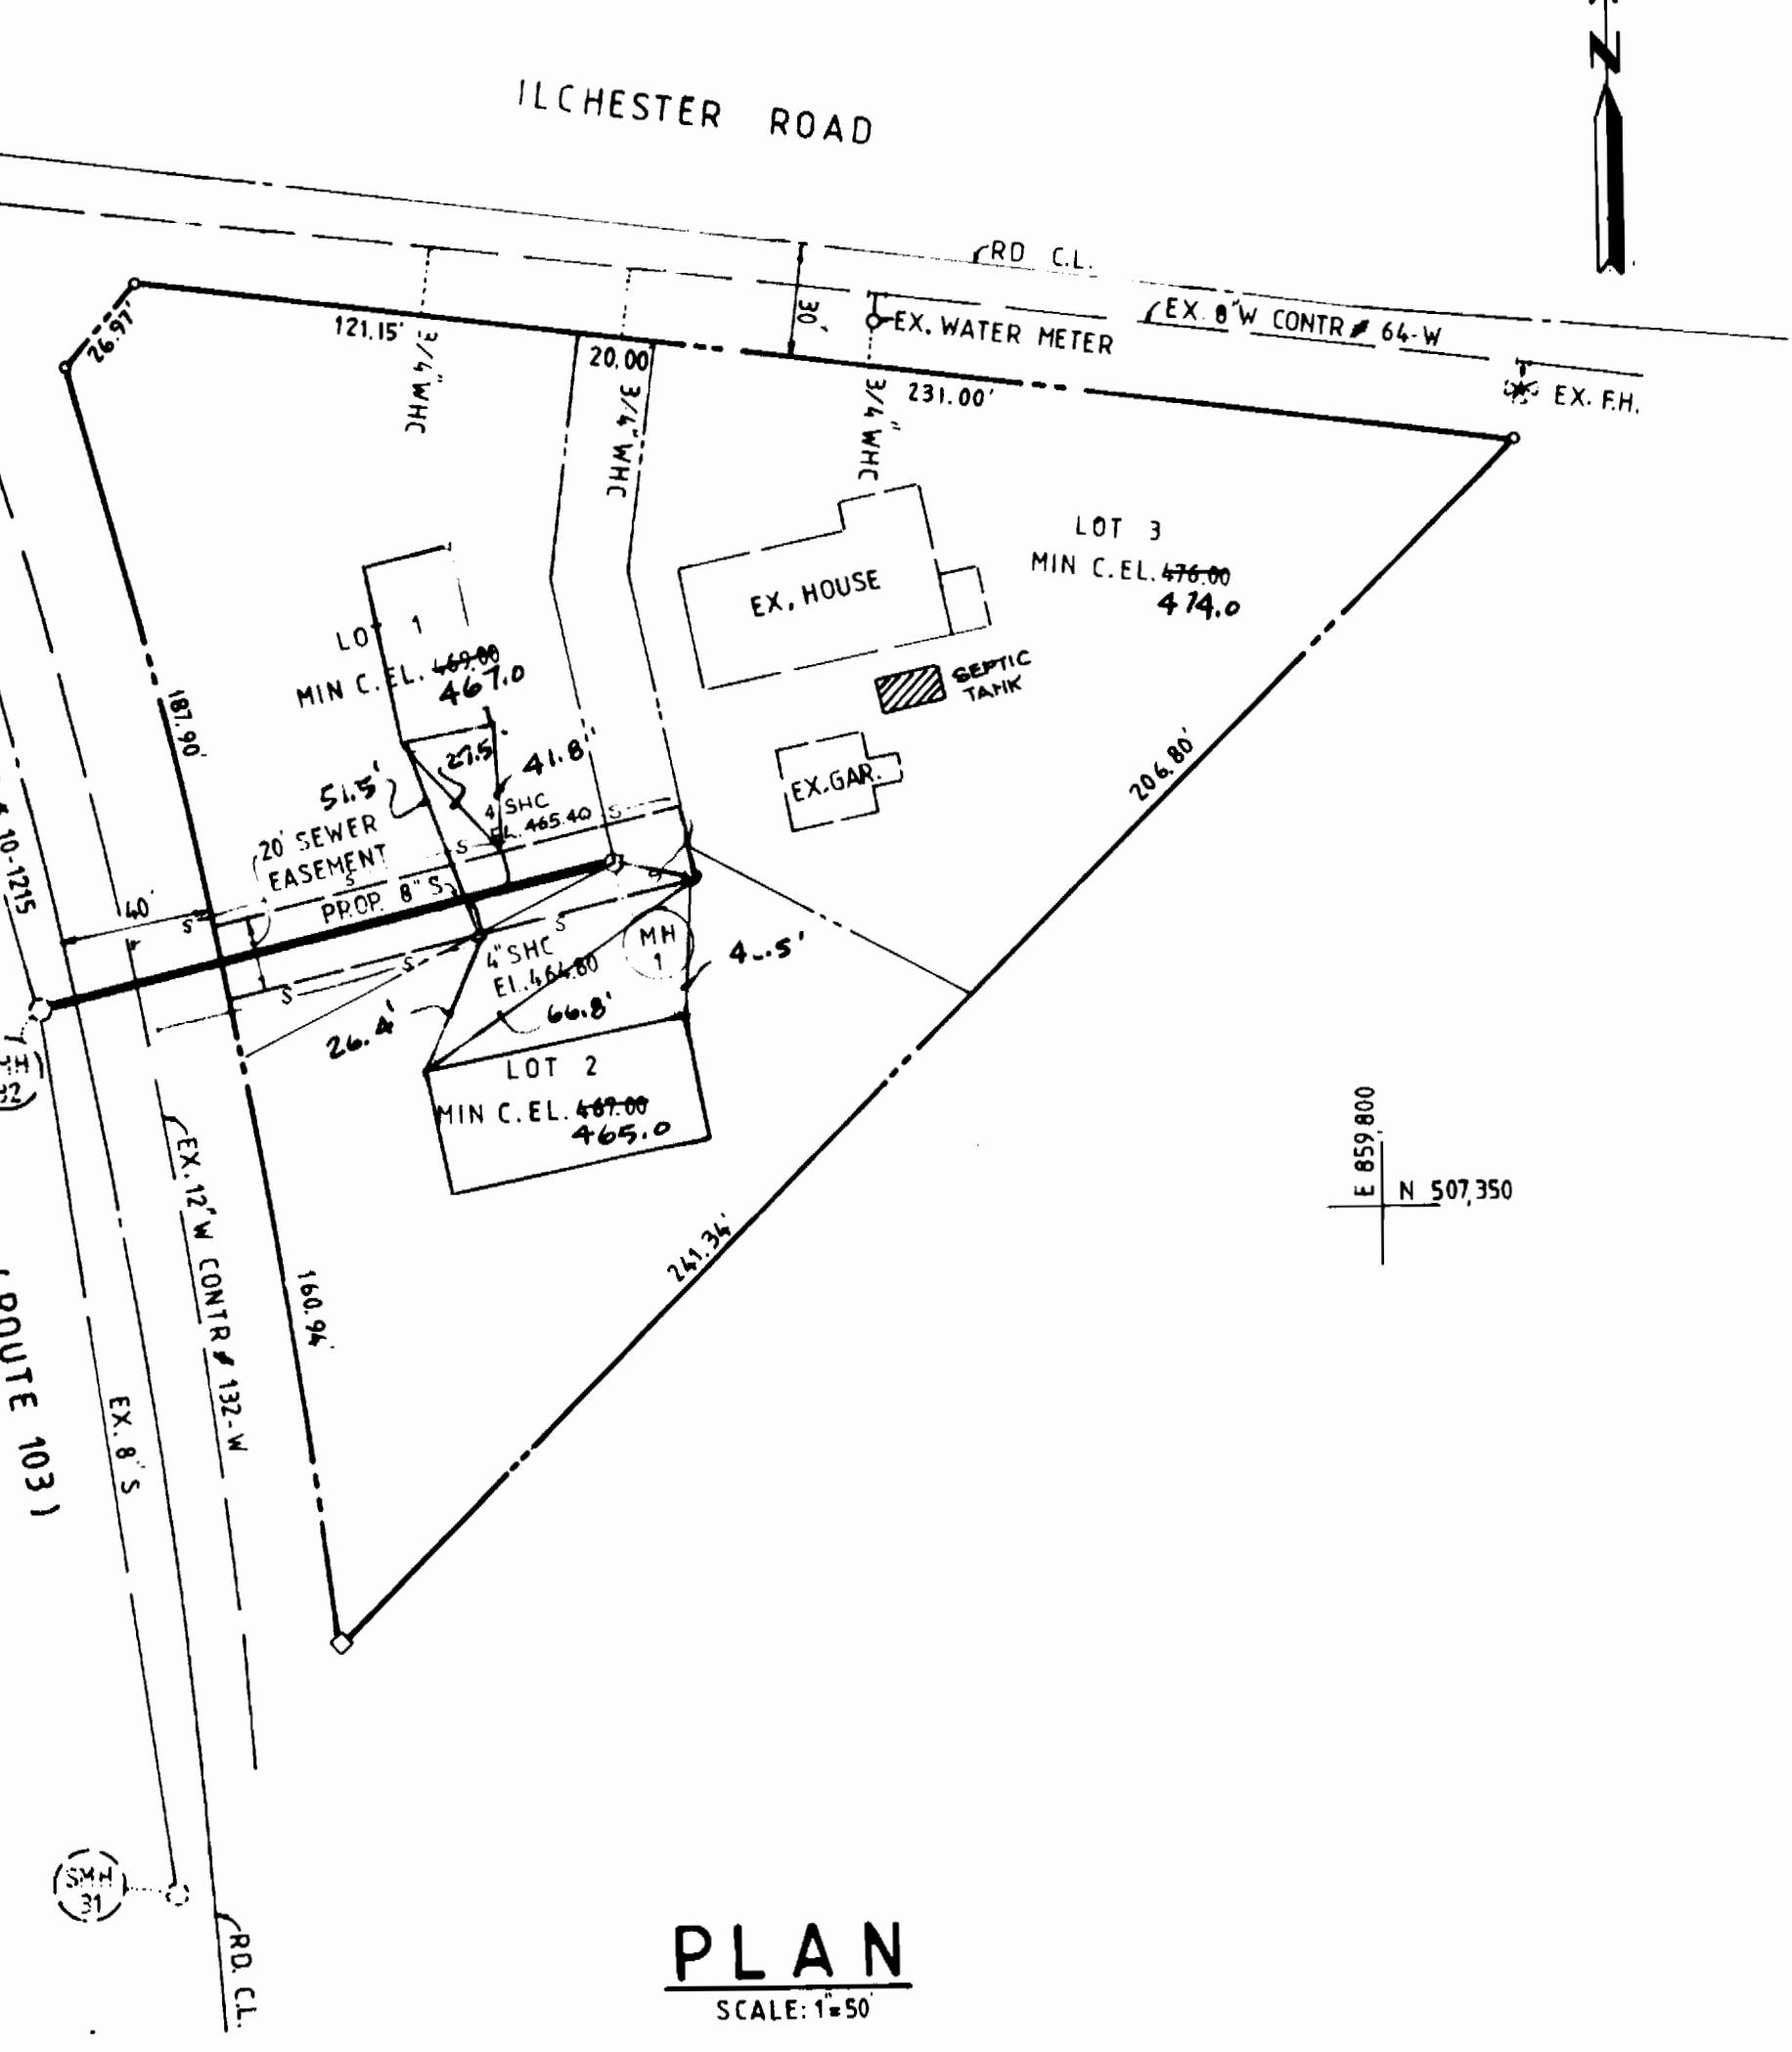 N
ILCHESTER ROAD
RD C.L.
EX. 8"W CONTR # 64-W
EX. WATER METER
30'
EX. F.H.
26.97'
121.15'
20.00
231.00'
3/4"WHC
3/4"WHC
3/4"WHC
LOT 3
MIN C.EL. 476.00
474.0
EX. HOUSE
LOT 1
MIN C.EL. 469.00
467.0
SEPTIC
TANK
187.90'
27.5'
41.8'
EX.GAR.
206.80'
51.5'
4" SHC
EL. 465.40
20' SEWER
EASEMENT
PROP. 8" S
S
S
S
S
S
S
S
40'
10-1215
MH
1
4"SHC
EL.464.80
66.8'
26.4'
LOT 2
MIN C.EL. 467.00
465.0
E 859,800
N 507,350
EX. 12" W CONTR # 132-W
241.34'
160.94'
EX. 8" S
ROUTE 103)
SMH
31
RD. C.L.
PLAN
SCALE: 1"=50'